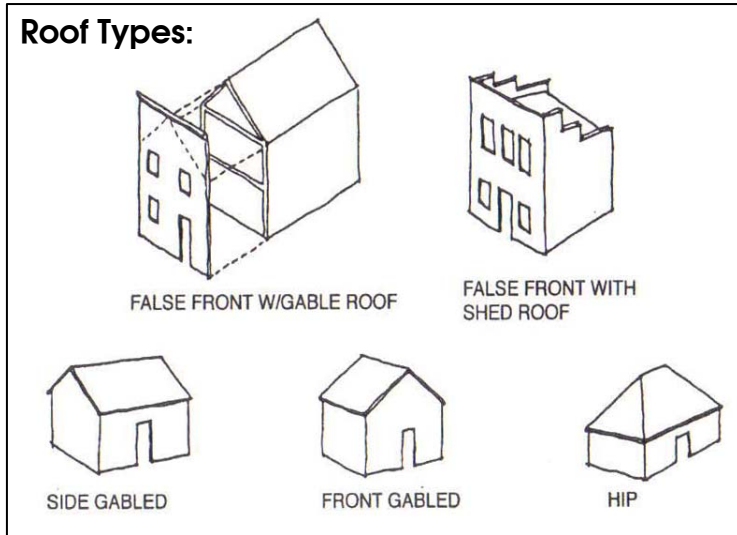 Roof Types:
FALSE FRONT W/GABLE ROOF
FALSE FRONT WITH
SHED ROOF
SIDE GABLED
FRONT GABLED
HIP